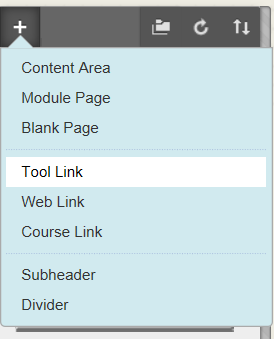 Content Area
Module Page
Blank Page
Tool Link
Web Link
Course Link
Subheader
Divider